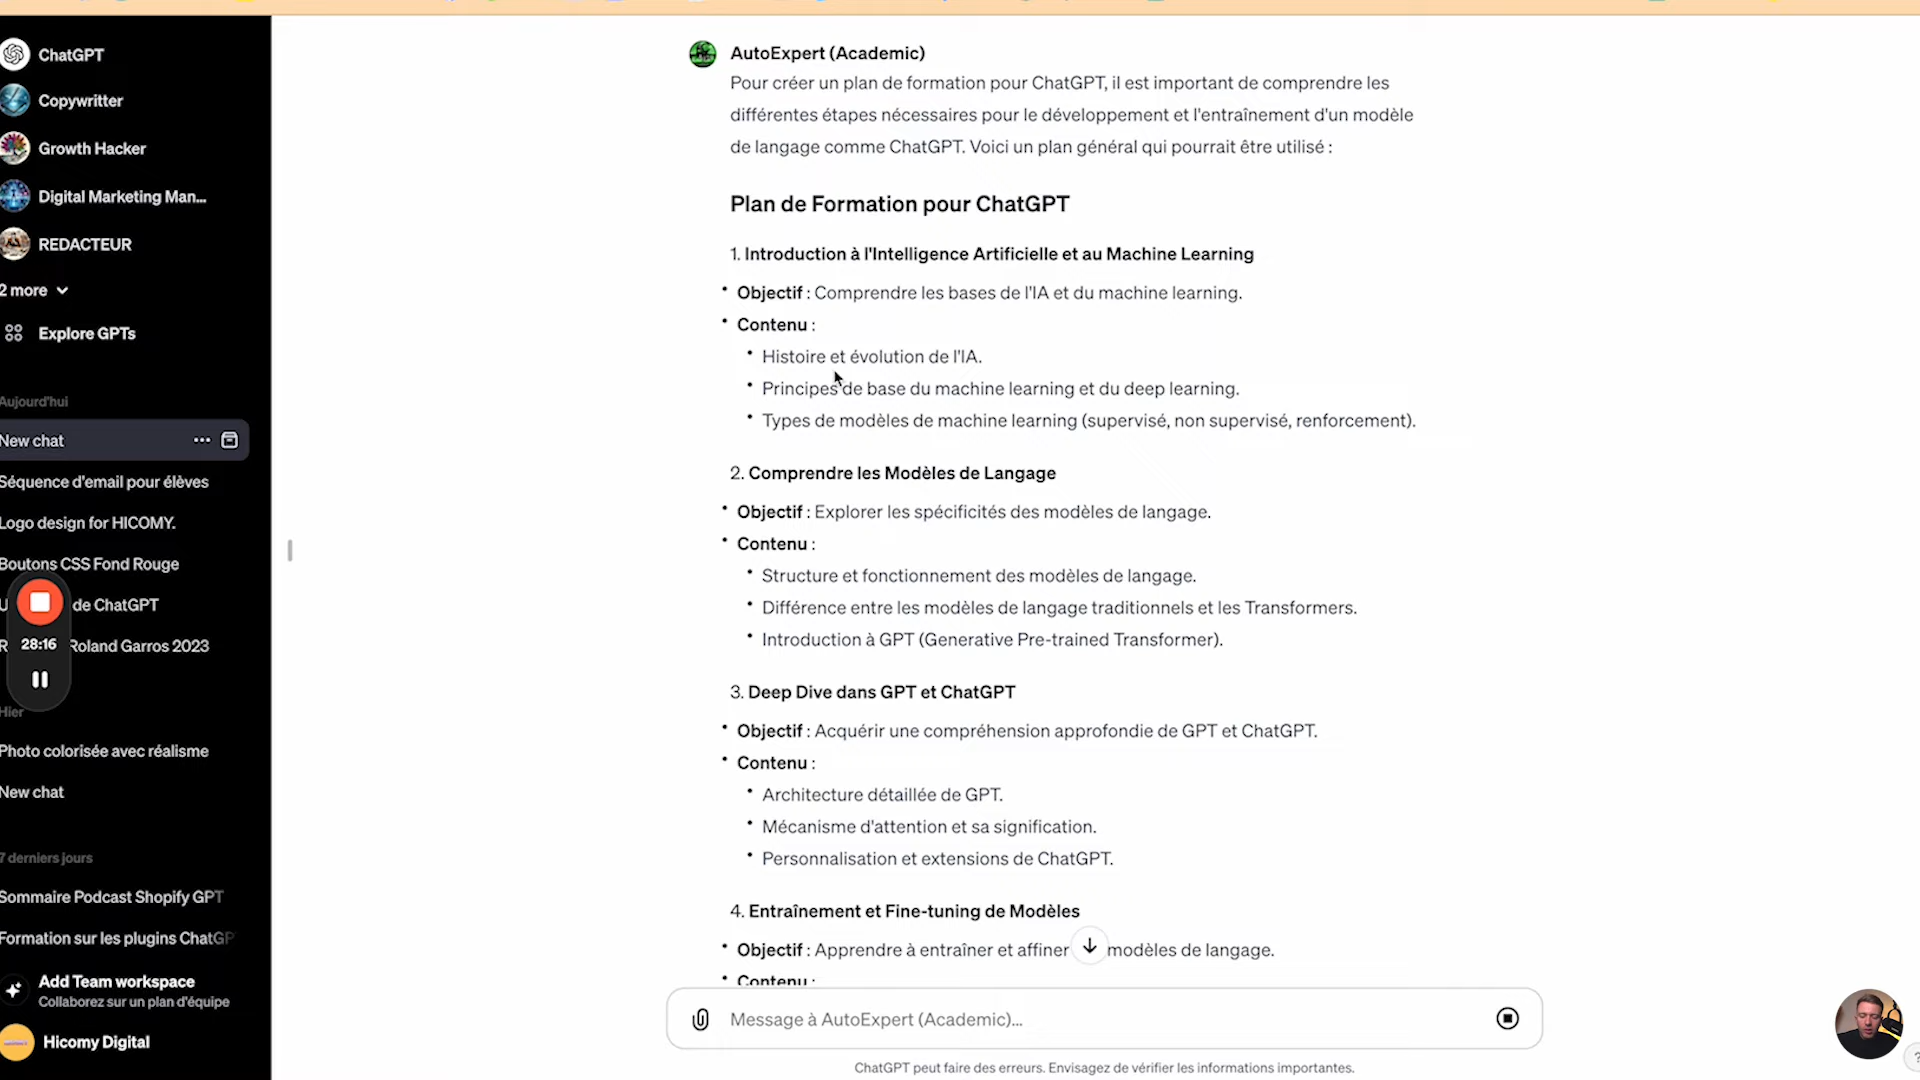 ChatGPT
Copywritter
Growth Hacker
Digital Marketing Man...
REDACTEUR
2 more
Explore GPTs
Aujourd'hui
New chat
Séquence d'email pour élèves
Logo design for HICOMY.
Boutons CSS Fond Rouge
de ChatGPT
Roland Garros 2023
28:16
Hier
Photo colorisée avec réalisme
New chat
7 derniers jours
Sommaire Podcast Shopify GPT
Formation sur les plugins ChatGP
Add Team workspace
Collaborez sur un plan d'équipe
Hicomy Digital
AutoExpert (Academic)
Pour créer un plan de formation pour ChatGPT, il est important de comprendre les
différentes étapes nécessaires pour le développement et l'entraînement d'un modèle
de langage comme ChatGPT. Voici un plan général qui pourrait être utilisé :
Plan de Formation pour ChatGPT
1. Introduction à l'Intelligence Artificielle et au Machine Learning
• Objectif : Comprendre les bases de l'IA et du machine learning.
• Contenu :
• Histoire et évolution de l'IA.
• Principes de base du machine learning et du deep learning.
• Types de modèles de machine learning (supervisé, non supervisé, renforcement).
2. Comprendre les Modèles de Langage
• Objectif : Explorer les spécificités des modèles de langage.
• Contenu :
• Structure et fonctionnement des modèles de langage.
• Différence entre les modèles de langage traditionnels et les Transformers.
• Introduction à GPT (Generative Pre-trained Transformer).
3. Deep Dive dans GPT et ChatGPT
• Objectif : Acquérir une compréhension approfondie de GPT et ChatGPT.
• Contenu :
• Architecture détaillée de GPT.
• Mécanisme d'attention et sa signification.
• Personnalisation et extensions de ChatGPT.
4. Entraînement et Fine-tuning de Modèles
• Objectif : Apprendre à entraîner et affiner modèles de langage.
• Contenu :
Message à AutoExpert (Academic)...
ChatGPT peut faire des erreurs. Envisagez de vérifier les informations importantes.
?